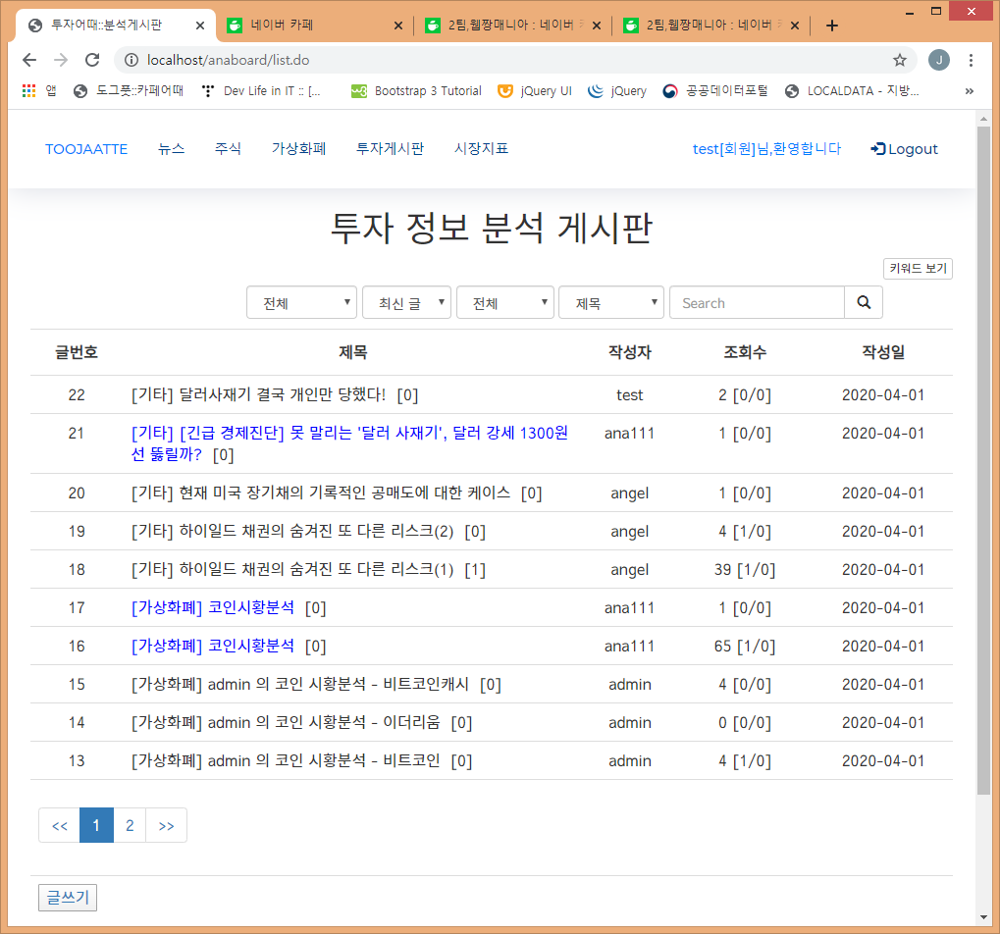 투자어때::분석게시판
네이버 카페
2팀,웹짱매니아 : 네이버
2팀,웹짱매니아 : 네이버
localhost/anaboard/list.do
J
앱
도그풋::카페어때
Dev Life in IT :: [...
w3
Bootstrap 3 Tutorial
jQuery UI
jQuery
공공데이터포털
LOCALDATA - 지방...
»
TOOJAATTE 뉴스 주식 가상화폐 투자게시판 시장지표 test[회원]님,환영합니다 Logout
투자 정보 분석 게시판
키워드 보기
전체 최신 글 전체 제목 Search
글번호 제목 작성자 조회수 작성일
22 [기타] 달러사재기 결국 개인만 당했다! [0] test 2 [0/0] 2020-04-01
21 [기타] [긴급 경제진단] 못 말리는 '달러 사재기', 달러 강세 1300원 ana111 1 [0/0] 2020-04-01
선 뚫릴까? [0]
20 [기타] 현재 미국 장기채의 기록적인 공매도에 대한 케이스 [0] angel 1 [0/0] 2020-04-01
19 [기타] 하이일드 채권의 숨겨진 또 다른 리스크(2) [0] angel 4 [1/0] 2020-04-01
18 [기타] 하이일드 채권의 숨겨진 또 다른 리스크(1) [1] angel 39 [1/0] 2020-04-01
17 [가상화폐] 코인시황분석 [0] ana111 1 [0/0] 2020-04-01
16 [가상화폐] 코인시황분석 [0] ana111 65 [1/0] 2020-04-01
15 [가상화폐] admin 의 코인 시황분석 - 비트코인캐시 [0] admin 4 [0/0] 2020-04-01
14 [가상화폐] admin 의 코인 시황분석 - 이더리움 [0] admin 0 [0/0] 2020-04-01
13 [가상화폐] admin 의 코인 시황분석 - 비트코인 [0] admin 4 [1/0] 2020-04-01
<< 1 2 >>
글쓰기